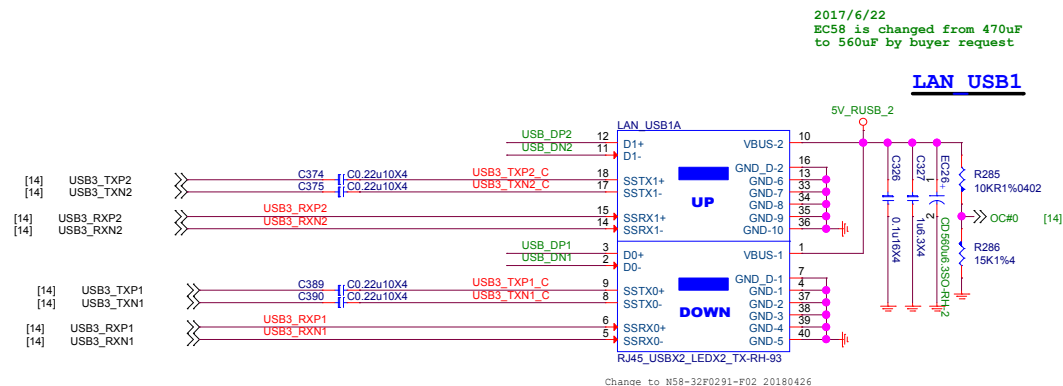 2017/6/22
EC58 is changed from 470uF
to 560uF by buyer request
LAN_USB1
5V_RUSB_2
LAN_USB1A
USB_DP2 12 D1+ VBUS-2 10
USB_DN2 11 D1-
GND_D-2 16
[14] USB3_TXP2 C374 C0.22u10X4 USB3_TXP2_C 18 SSTX1+ GND-6 13
[14] USB3_TXN2 C375 C0.22u10X4 USB3_TXN2_C 17 SSTX1- GND-7 33
GND-8 34
[14] USB3_RXP2 USB3_RXP2 15 SSRX1+ GND-9 35
[14] USB3_RXN2 USB3_RXN2 14 SSRX1- GND-10 36
UP
USB_DP1 3 D0+ VBUS-1 1
USB_DN1 2 D0-
GND_D-1 7
[14] USB3_TXP1 C389 C0.22u10X4 USB3_TXP1_C 9 SSTX0+ GND-1 4
[14] USB3_TXN1 C390 C0.22u10X4 USB3_TXN1_C 8 SSTX0- GND-2 37
GND-3 38
[14] USB3_RXP1 USB3_RXP1 6 SSRX0+ GND-4 39
[14] USB3_RXN1 USB3_RXN1 5 SSRX0- GND-5 40
DOWN
RJ45_USBX2_LEDX2_TX-RH-93
Change to N58-32F0291-F02 20180426
C326
0.1u16X4
C327
1u6.3X4
EC26
+
1
2
CD560u6.3SO-RH-2
R285
10KR1%0402
OC#0 [14]
R286
15K1%4